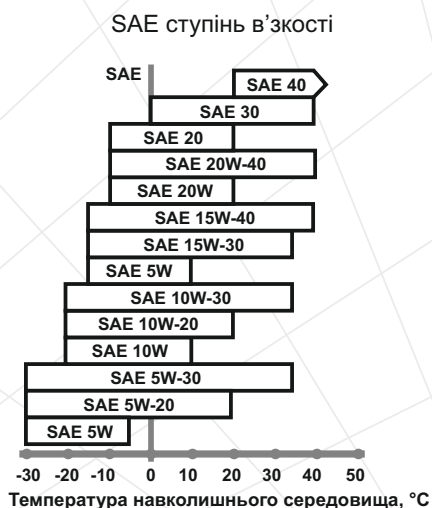 SAE ступінь в’зкості
SAE
SAE 40
SAE 30
SAE 20
SAE 20W-40
SAE 20W
SAE 15W-40
SAE 15W-30
SAE 5W
SAE 10W-30
SAE 10W-20
SAE 10W
SAE 5W-30
SAE 5W-20
SAE 5W
-30 -20 -10 0 10 20 30 40 50
Температура навколишнього середовища, °C